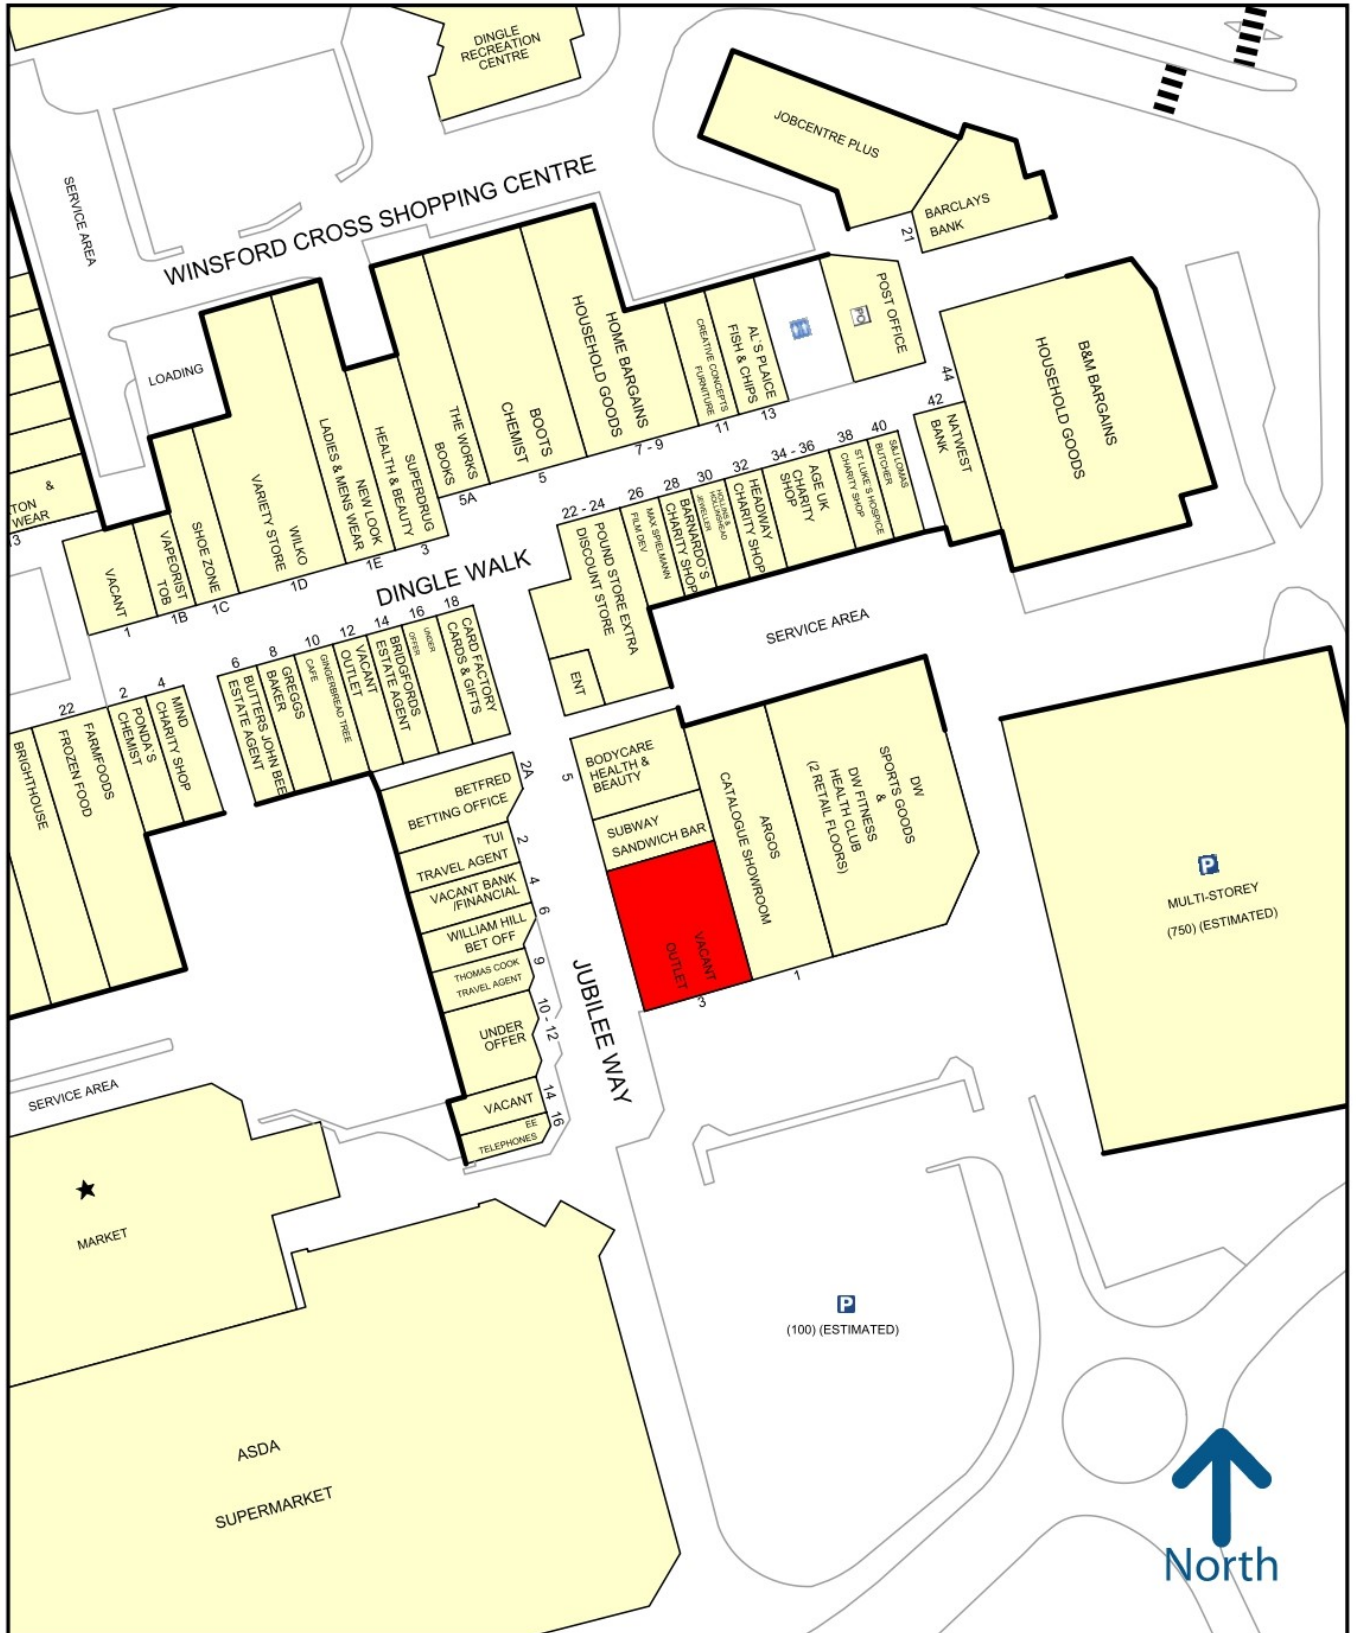 DINGLE
RECREATION
CENTRE
JOBCENTRE PLUS
BARCLAYS
BANK
21
SERVICE AREA
WINSFORD CROSS SHOPPING CENTRE
LOADING
&
TON
WEAR
13
VACANT
1
VAPEORIST
TOB
1B
SHOE ZONE
1C
WILKO
VARIETY STORE
1D
NEW LOOK
LADIES & MENS WEAR
1E
SUPERDRUG
HEALTH & BEAUTY
3
THE WORKS
BOOKS
5A
BOOTS
CHEMIST
5
HOME BARGAINS
HOUSEHOLD GOODS
7 - 9
CREATIVE CONCEPTS
FURNITURE
11
AL`S PLAICE
FISH & CHIPS
13
PO
POST OFFICE
44
B&M BARGAINS
HOUSEHOLD GOODS
42
NATWEST
BANK
DINGLE WALK
22 - 24
POUND STORE EXTRA
DISCOUNT STORE
ENT
26
MAX SPIELMANN
FILM DEV
28
BARNARDO`S
CHARITY SHOP
30
HOLLINS &
HOLLINSHEAD
JEWELLER
32
HEADWAY
CHARITY SHOP
34 - 36
AGE UK
CHARITY
SHOP
38
ST LUKE`S HOSPICE
CHARITY SHOP
40
S&J LOMAS
BUTCHER
SERVICE AREA
BRIGHTHOUSE
22
FARMFOODS
FROZEN FOOD
2
PONDA`S
CHEMIST
4
MIND
CHARITY SHOP
6
BUTTERS JOHN BEE
ESTATE AGENT
8
GREGGS
BAKER
10
GINGERBREAD TREE
CAFE
12
VACANT
OUTLET
14
BRIDGFORDS
ESTATE AGENT
16
UNDER
OFFER
18
CARD FACTORY
CARDS & GIFTS
BETFRED
BETTING OFFICE
2A
TUI
TRAVEL AGENT
2
VACANT BANK
/FINANCIAL
4
WILLIAM HILL
BET OFF
6
THOMAS COOK
TRAVEL AGENT
9
UNDER
OFFER
10 - 12
VACANT
14
EE
TELEPHONES
16
JUBILEE WAY
5
BODYCARE
HEALTH &
BEAUTY
SUBWAY
SANDWICH BAR
VACANT
OUTLET
3
ARGOS
CATALOGUE SHOWROOM
1
DW
SPORTS GOODS
&
DW FITNESS
HEALTH CLUB
(2 RETAIL FLOORS)
P
MULTI-STOREY
(750) (ESTIMATED)
SERVICE AREA
MARKET
ASDA
SUPERMARKET
P
(100) (ESTIMATED)
North